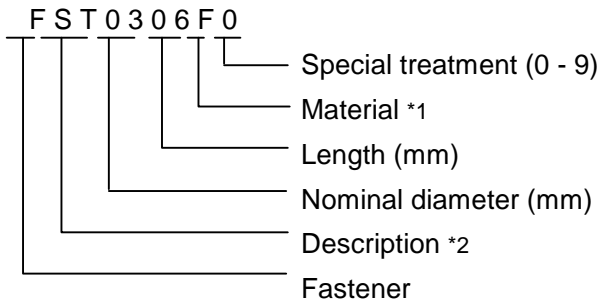 F S T 0 3 0 6 F 0
Special treatment (0 - 9)
Material *1
Length (mm)
Nominal diameter (mm)
Description *2
Fastener